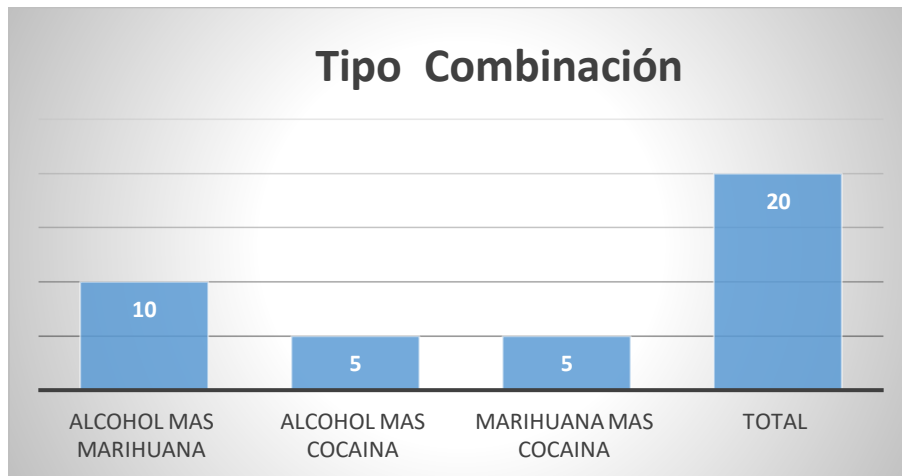 Tipo Combinación
20
10
5
5
ALCOHOL MAS
MARIHUANA
ALCOHOL MAS
COCAINA
MARIHUANA MAS
COCAINA
TOTAL